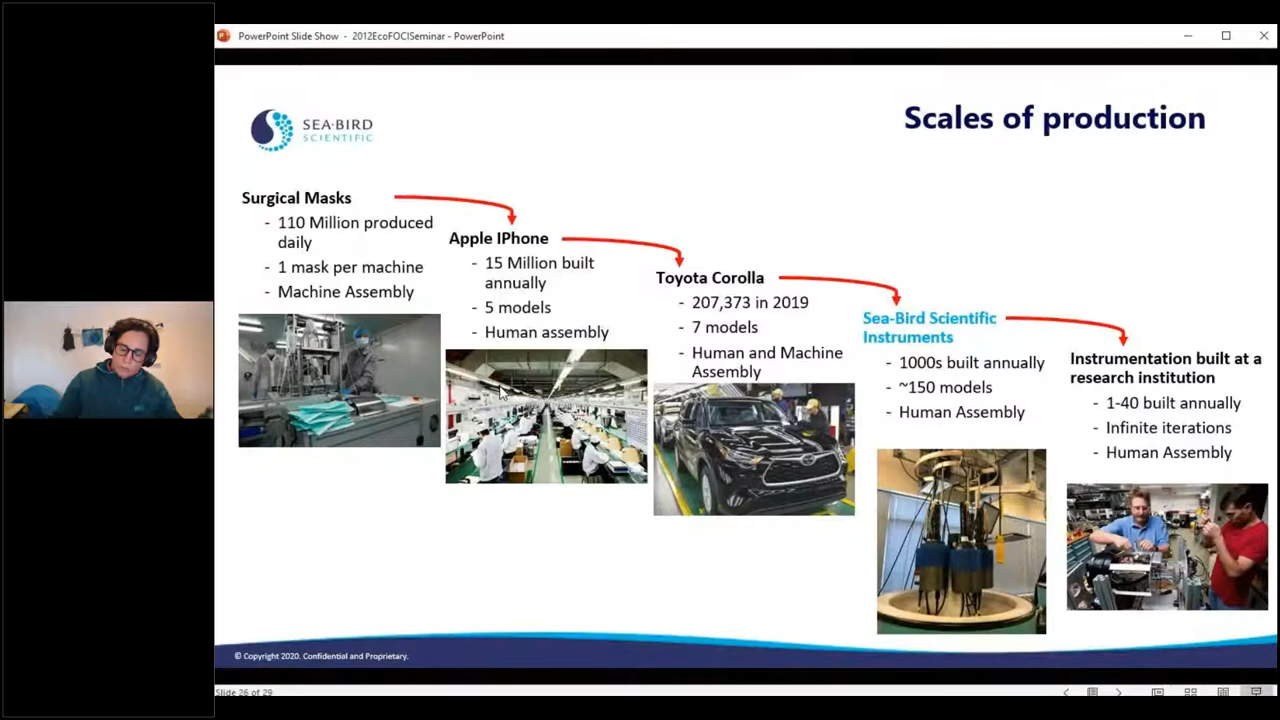 PowerPoint Slide Show - 2012EcoFOCISeminar - PowerPoint
SEA·BIRD
SCIENTIFIC
Scales of production
Surgical Masks
- 110 Million produced
daily
- 1 mask per machine
- Machine Assembly
Apple IPhone
- 15 Million built
annually
- 5 models
- Human assembly
Toyota Corolla
- 207,373 in 2019
- 7 models
- Human and Machine
Assembly
Sea-Bird Scientific
Instruments
- 1000s built annually
- ~150 models
- Human Assembly
Instrumentation built at a
research institution
- 1-40 built annually
- Infinite iterations
- Human Assembly
© Copyright 2020. Confidential and Proprietary.
Slide 26 of 29